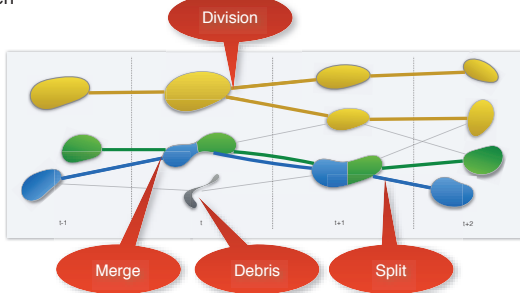 Division
t-1
t
t+1
t+2
Merge
Debris
Split